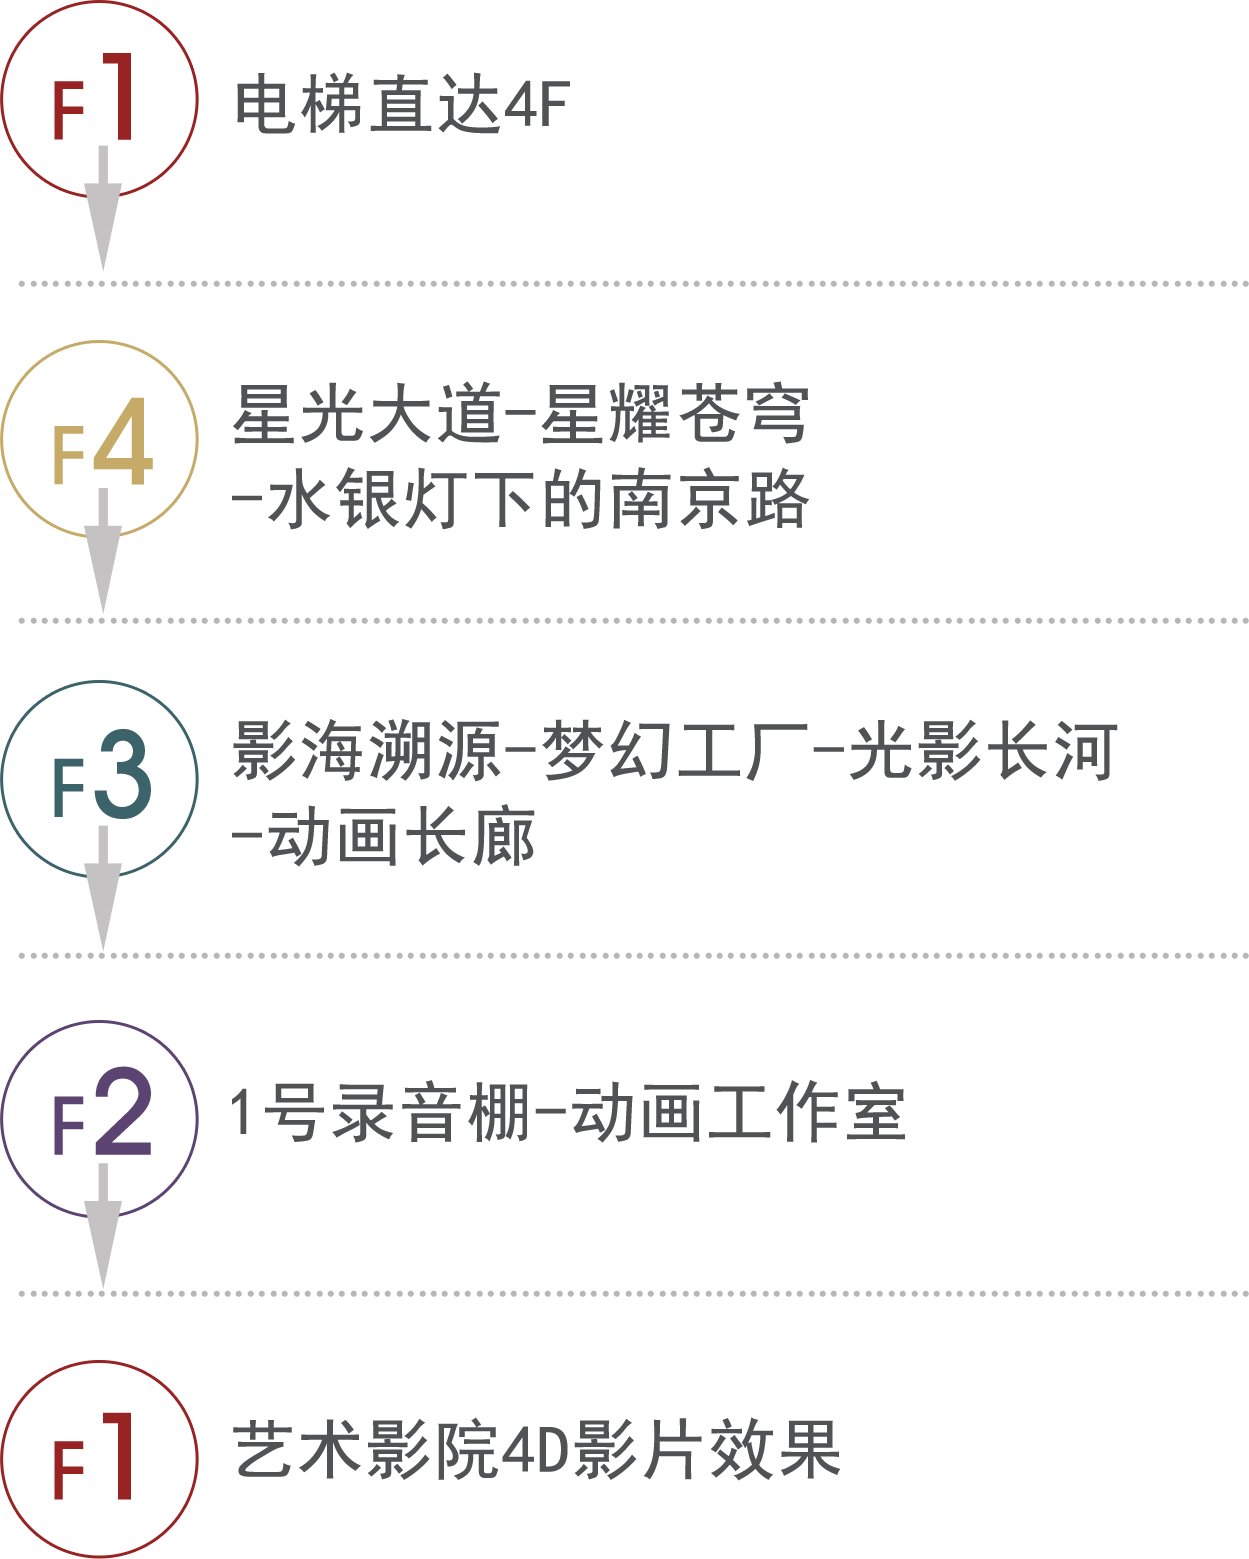 F1 电梯直达4F
F4 星光大道-星耀苍穹
-水银灯下的南京路
F3 影海溯源-梦幻工厂-光影长河
-动画长廊
F2 1号录音棚-动画工作室
F1 艺术影院4D影片效果